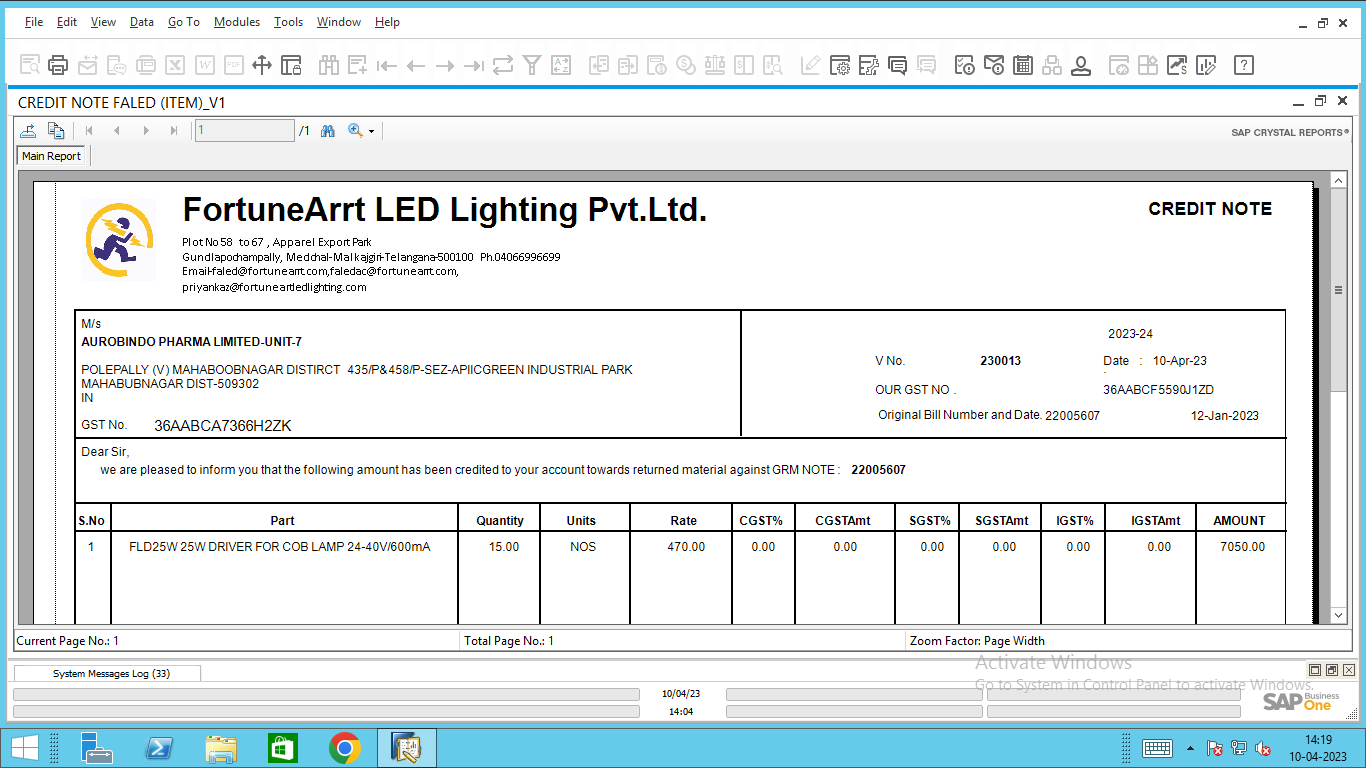 File Edit View Data Go To Modules Tools Window Help
CREDIT NOTE FALED (ITEM)_V1
1 /1
SAP CRYSTAL REPORTS®
Main Report
FortuneArrt LED Lighting Pvt.Ltd.
CREDIT NOTE
Plot No 58 to 67 , Apparel Export Park
Gundlapochampally, Medchal-Malkajgiri-Telangana-500100 Ph.04066996699
Email-faled@fortunearrt.com,faledac@fortunearrt.com,
priyankaz@fortuneartledlighting.com
M/s
AUROBINDO PHARMA LIMITED-UNIT-7
POLEPALLY (V) MAHABOOBNAGAR DISTIRCT 435/P&458/P-SEZ-APIICGREEN INDUSTRIAL PARK
MAHABUBNAGAR DIST-509302
IN
GST No. 36AABCA7366H2ZK
2023-24
V No. 230013 Date : 10-Apr-23
OUR GST NO . : 36AABCF5590J1ZD
Original Bill Number and Date. 22005607 12-Jan-2023
Dear Sir,
we are pleased to inform you that the following amount has been credited to your account towards returned material against GRM NOTE : 22005607
S.No Part Quantity Units Rate CGST% CGSTAmt SGST% SGSTAmt IGST% IGSTAmt AMOUNT
1 FLD25W 25W DRIVER FOR COB LAMP 24-40V/600mA 15.00 NOS 470.00 0.00 0.00 0.00 0.00 0.00 0.00 7050.00
Current Page No.: 1 Total Page No.: 1 Zoom Factor: Page Width
Activate Windows
Go to System in Control Panel to activate Windows.
System Messages Log (33)
10/04/23
14:04
SAP Business One
14:19
10-04-2023